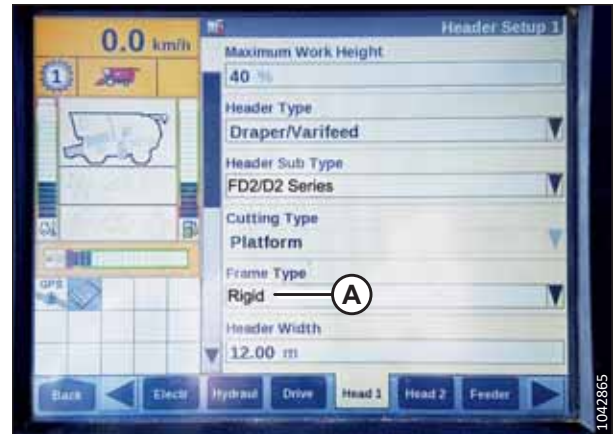 0.0 km/h
Header Setup 1
1
Maximum Work Height
40 %
Header Type
Draper/Varifeed
Header Sub Type
FD2/D2 Series
Cutting Type
Platform
Frame Type
Rigid
A
Header Width
12.00 m
GPS
Back
Electr
Hydraul
Drive
Head 1
Head 2
Feeder
1042865